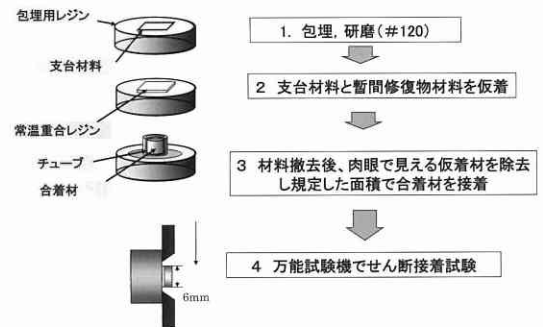 包埋用レジン
支台材料
常温重合レジン
チューブ
合着材
6mm
1. 包埋, 研磨(#120)
2 支台材料と暫間修復物材料を仮着
3 材料撤去後、肉眼で見える仮着材を除去
し規定した面積で合着材を接着
4 万能試験機でせん断接着試験